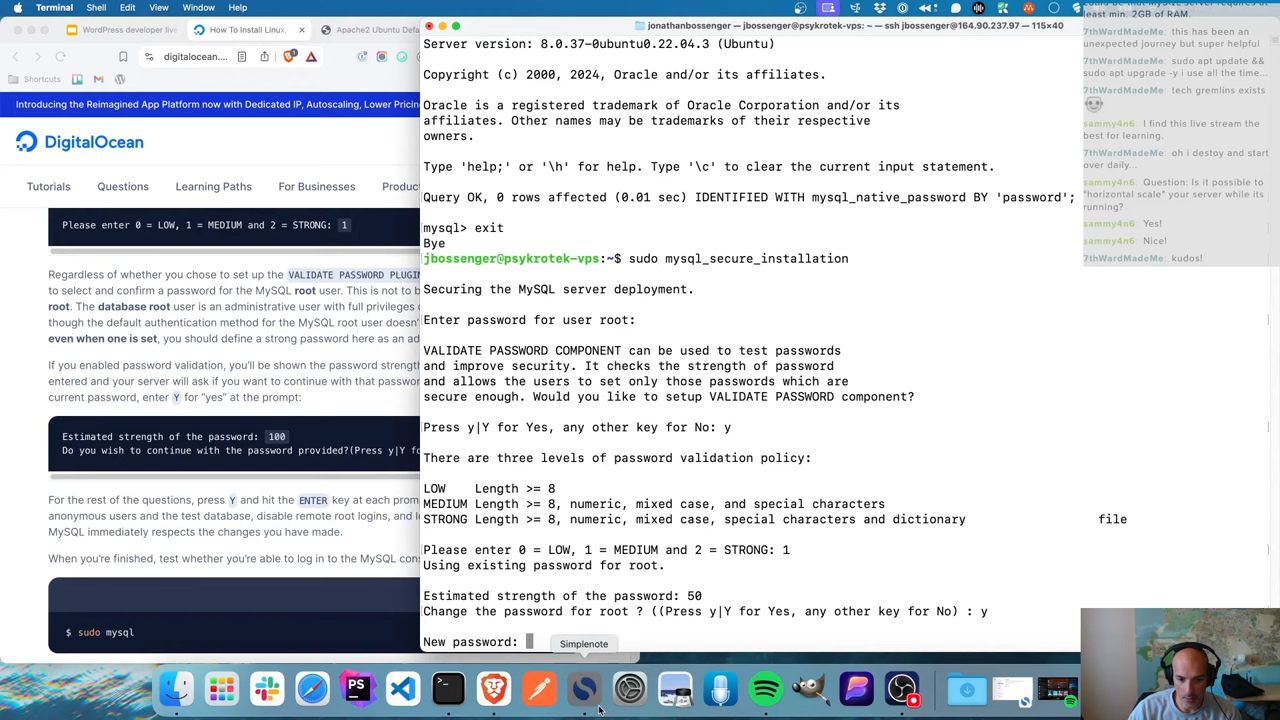 Terminal Shell Edit View Window Help
WordPress developer live
How To Install Linux,
Apache2 Ubuntu Defa
digitalocean.
Shortcuts
Introducing the Reimagined App Platform now with Dedicated IP, Autoscaling, Lower Pricin
DigitalOcean
Tutorials Questions Learning Paths For Businesses Produc
Please enter 0 = LOW, 1 = MEDIUM and 2 = STRONG: 1
Regardless of whether you chose to set up the VALIDATE PASSWORD PLUGIN
to select and confirm a password for the MySQL root user. This is not to b
root. The database root user is an administrative user with full privileges o
though the default authentication method for the MySQL root user doesn'
even when one is set, you should define a strong password here as an ad
If you enabled password validation, you'll be shown the password strength
entered and your server will ask if you want to continue with that passwor
current password, enter Y for "yes" at the prompt:
Estimated strength of the password: 100
Do you wish to continue with the password provided?(Press y|Y fo
For the rest of the questions, press Y and hit the ENTER key at each prom
anonymous users and the test database, disable remote root logins, and l
MySQL immediately respects the changes you have made.
When you're finished, test whether you're able to log in to the MySQL cons
$ sudo mysql
jonathanbossenger — jbossenger@psykrotek-vps: ~ — ssh jbossenger@164.90.237.97 — 115×40
Server version: 8.0.37-0ubuntu0.22.04.3 (Ubuntu)
Copyright (c) 2000, 2024, Oracle and/or its affiliates.
Oracle is a registered trademark of Oracle Corporation and/or its
affiliates. Other names may be trademarks of their respective
owners.
Type 'help;' or '\h' for help. Type '\c' to clear the current input statement.
Query OK, 0 rows affected (0.01 sec) IDENTIFIED WITH mysql_native_password BY 'password';
mysql> exit
Bye
jbossenger@psykrotek-vps:~$ sudo mysql_secure_installation
Securing the MySQL server deployment.
Enter password for user root:
VALIDATE PASSWORD COMPONENT can be used to test passwords
and improve security. It checks the strength of password
and allows the users to set only those passwords which are
secure enough. Would you like to setup VALIDATE PASSWORD component?
Press y|Y for Yes, any other key for No: y
There are three levels of password validation policy:
LOW Length >= 8
MEDIUM Length >= 8, numeric, mixed case, and special characters
STRONG Length >= 8, numeric, mixed case, special characters and dictionary file
Please enter 0 = LOW, 1 = MEDIUM and 2 = STRONG: 1
Using existing password for root.
Estimated strength of the password: 50
Change the password for root ? ((Press y|Y for Yes, any other key for No) : y
New password:
Simplenote
least min. 2GB of RAM.
7thWardMadeMe: this has been an
unexpected journey but super helpful
7thWardMadeMe: sudo apt update &&
sudo apt upgrade -y i use all the time...
7thWardMadeMe: tech gremlins exists
sammy4n6: I find this live stream the
best for learning.
7thWardMadeMe: oh i destoy and start
over daily...
sammy4n6: Question: Is it possible to
"horizontal scale" your server while its
running?
sammy4n6: Yes!
sammy4n6: Nice!
7thWardMadeMe: kudos!